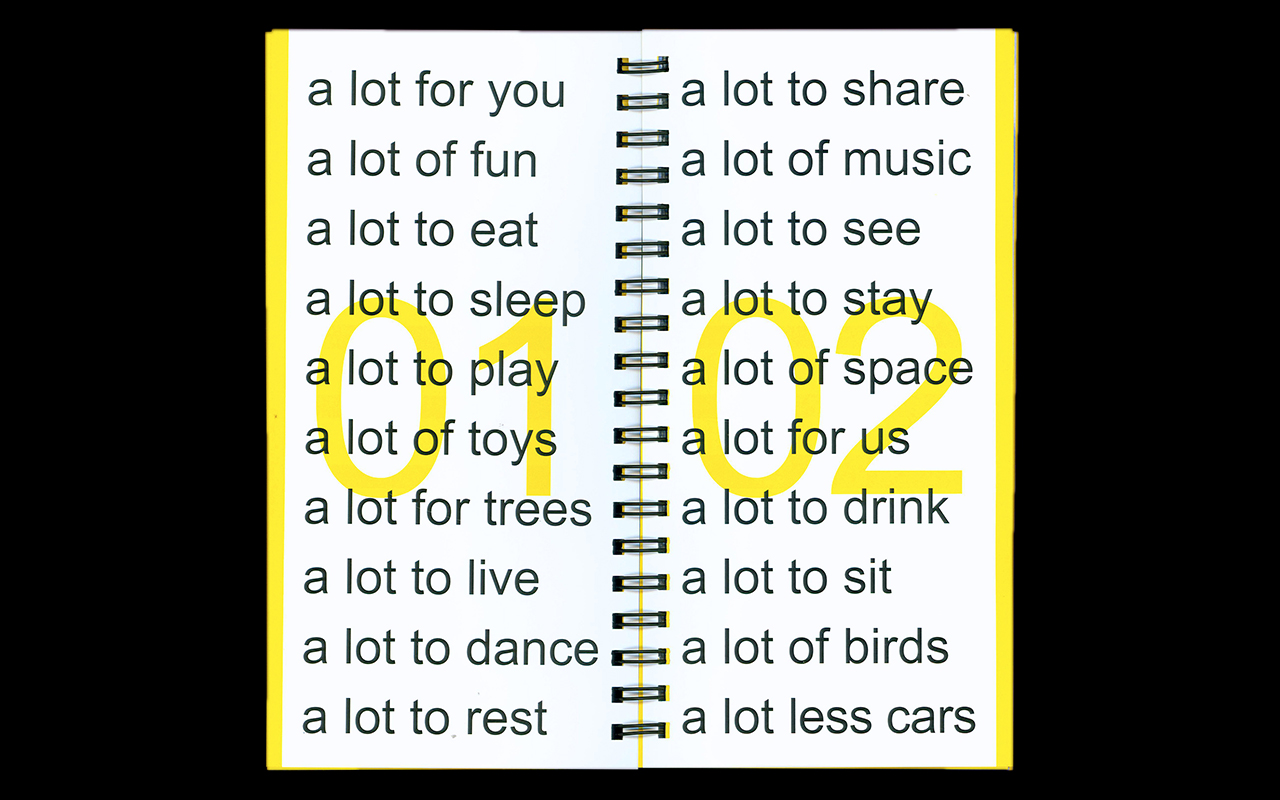 a lot for you
a lot of fun
a lot to eat
a lot to sleep
a lot to play
a lot of toys
a lot for trees
a lot to live
a lot to dance
a lot to rest
01
a lot to share
a lot of music
a lot to see
a lot to stay
a lot of space
a lot for us
a lot to drink
a lot to sit
a lot of birds
a lot less cars
02